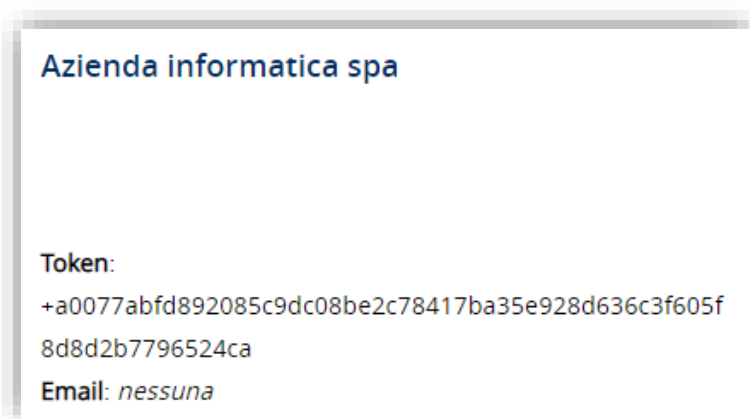 Azienda informatica spa
Token:
+a0077abfd892085c9dc08be2c78417ba35e928d636c3f605f
8d8d2b7796524ca
Email: nessuna